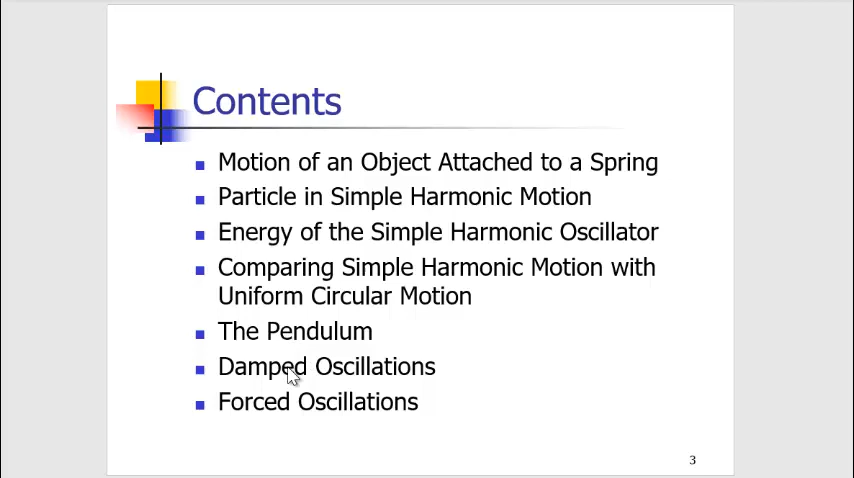 Contents
Motion of an Object Attached to a Spring
Particle in Simple Harmonic Motion
Energy of the Simple Harmonic Oscillator
Comparing Simple Harmonic Motion with
Uniform Circular Motion
The Pendulum
Damped Oscillations
Forced Oscillations
3